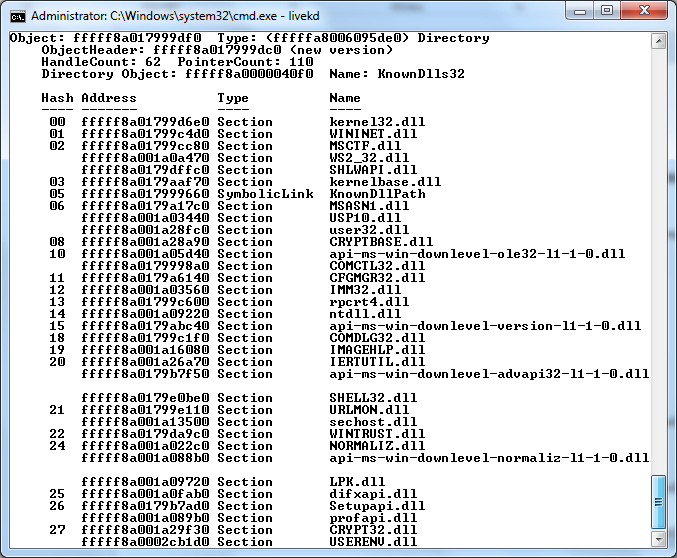 Administrator: C:\Windows\system32\cmd.exe - livekd
Object: fffff8a017999df0  Type: (fffffa8006095de0) Directory
    ObjectHeader: fffff8a017999dc0 (new version)
    HandleCount: 62  PointerCount: 110
    Directory Object: fffff8a0000040f0  Name: KnownDlls32
    Hash Address          Type          Name
    ---- -------          ----          ----
     00  fffff8a01799d6e0 Section       kernel32.dll
     01  fffff8a01799c4d0 Section       WININET.dll
     02  fffff8a01799cc80 Section       MSCTF.dll
         fffff8a001a0a470 Section       WS2_32.dll
         fffff8a0179dffc0 Section       SHLWAPI.dll
     03  fffff8a0179aaf70 Section       kernelbase.dll
     05  fffff8a017999660 SymbolicLink  KnownDllPath
     06  fffff8a0179a17c0 Section       MSASN1.dll
         fffff8a001a03440 Section       USP10.dll
         fffff8a001a28fc0 Section       user32.dll
     08  fffff8a001a28a90 Section       CRYPTBASE.dll
     10  fffff8a001a05d40 Section       api-ms-win-downlevel-ole32-l1-1-0.dll
         fffff8a0179998a0 Section       COMCTL32.dll
     11  fffff8a0179a6140 Section       CFGMGR32.dll
     12  fffff8a001a03560 Section       IMM32.dll
     13  fffff8a01799c600 Section       rpcrt4.dll
     14  fffff8a001a09220 Section       ntdll.dll
     15  fffff8a0179abc40 Section       api-ms-win-downlevel-version-l1-1-0.dll
     18  fffff8a01799c1f0 Section       COMDLG32.dll
     19  fffff8a001a16080 Section       IMAGEHLP.dll
     20  fffff8a001a26a70 Section       IERTUTIL.dll
         fffff8a0179b7f50 Section       api-ms-win-downlevel-advapi32-l1-1-0.dll
         fffff8a0179e0be0 Section       SHELL32.dll
     21  fffff8a01799e110 Section       URLMON.dll
         fffff8a001a13500 Section       sechost.dll
     22  fffff8a0179da9c0 Section       WINTRUST.dll
     24  fffff8a001a022c0 Section       NORMALIZ.dll
         fffff8a001a088b0 Section       api-ms-win-downlevel-normaliz-l1-1-0.dll
         fffff8a001a09720 Section       LPK.dll
     25  fffff8a001a0fab0 Section       difxapi.dll
     26  fffff8a0179b7ad0 Section       Setupapi.dll
         fffff8a001a089b0 Section       profapi.dll
     27  fffff8a001a29f30 Section       CRYPT32.dll
         fffff8a0002cb1d0 Section       USERENU.dll